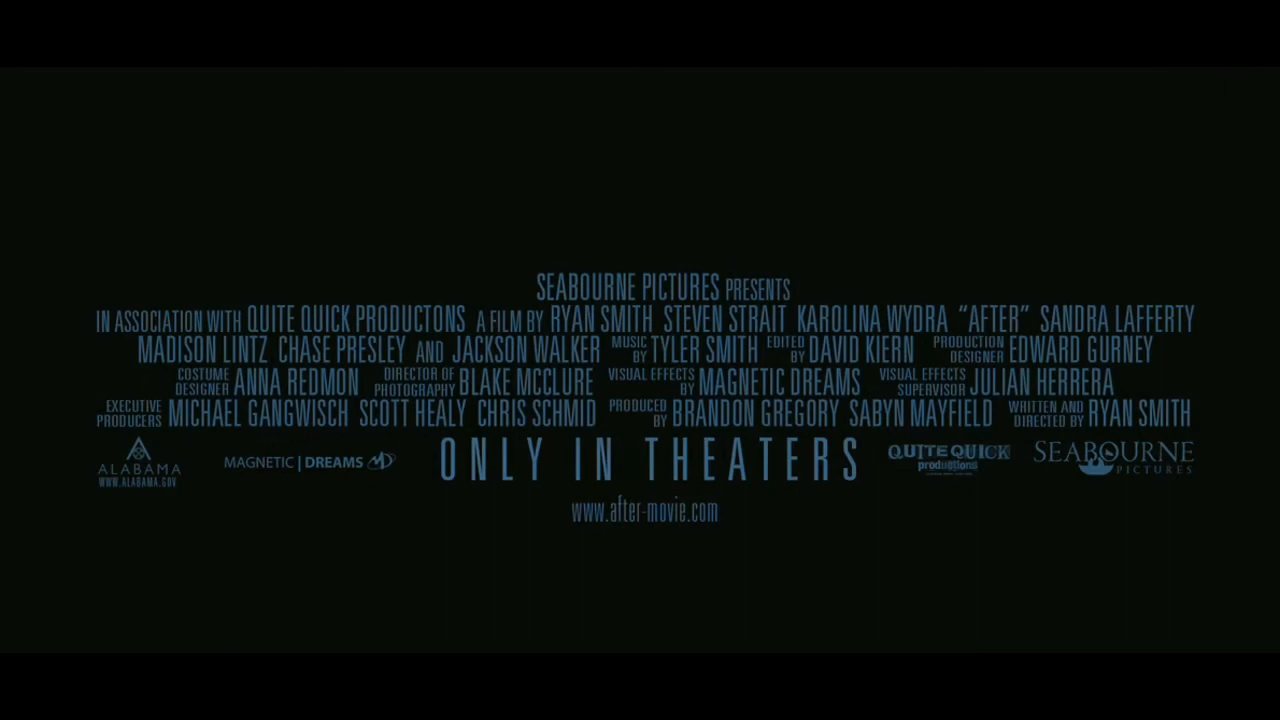 SEABOURNE PICTURES PRESENTS
IN ASSOCIATION WITH QUITE QUICK PRODUCTONS A FILM BY RYAN SMITH STEVEN STRAIT KAROLINA WYDRA “AFTER” SANDRA LAFFERTY
MADISON LINTZ CHASE PRESLEY AND JACKSON WALKER MUSIC BY TYLER SMITH EDITED BY DAVID KIERN PRODUCTION DESIGNER EDWARD GURNEY
COSTUME DESIGNER ANNA REDMON DIRECTOR OF PHOTOGRAPHY BLAKE MCCLURE VISUAL EFFECTS BY MAGNETIC DREAMS VISUAL EFFECTS SUPERVISOR JULIAN HERRERA
EXECUTIVE PRODUCERS MICHAEL GANGWISCH SCOTT HEALY CHRIS SCHMID PRODUCED BY BRANDON GREGORY SABYN MAYFIELD WRITTEN AND DIRECTED BY RYAN SMITH
ALABAMA
WWW.ALABAMA.GOV
MAGNETIC | DREAMS MD
ONLY IN THEATERS
QUITE QUICK
productions
SEABOURNE
PICTURES
www.after-movie.com